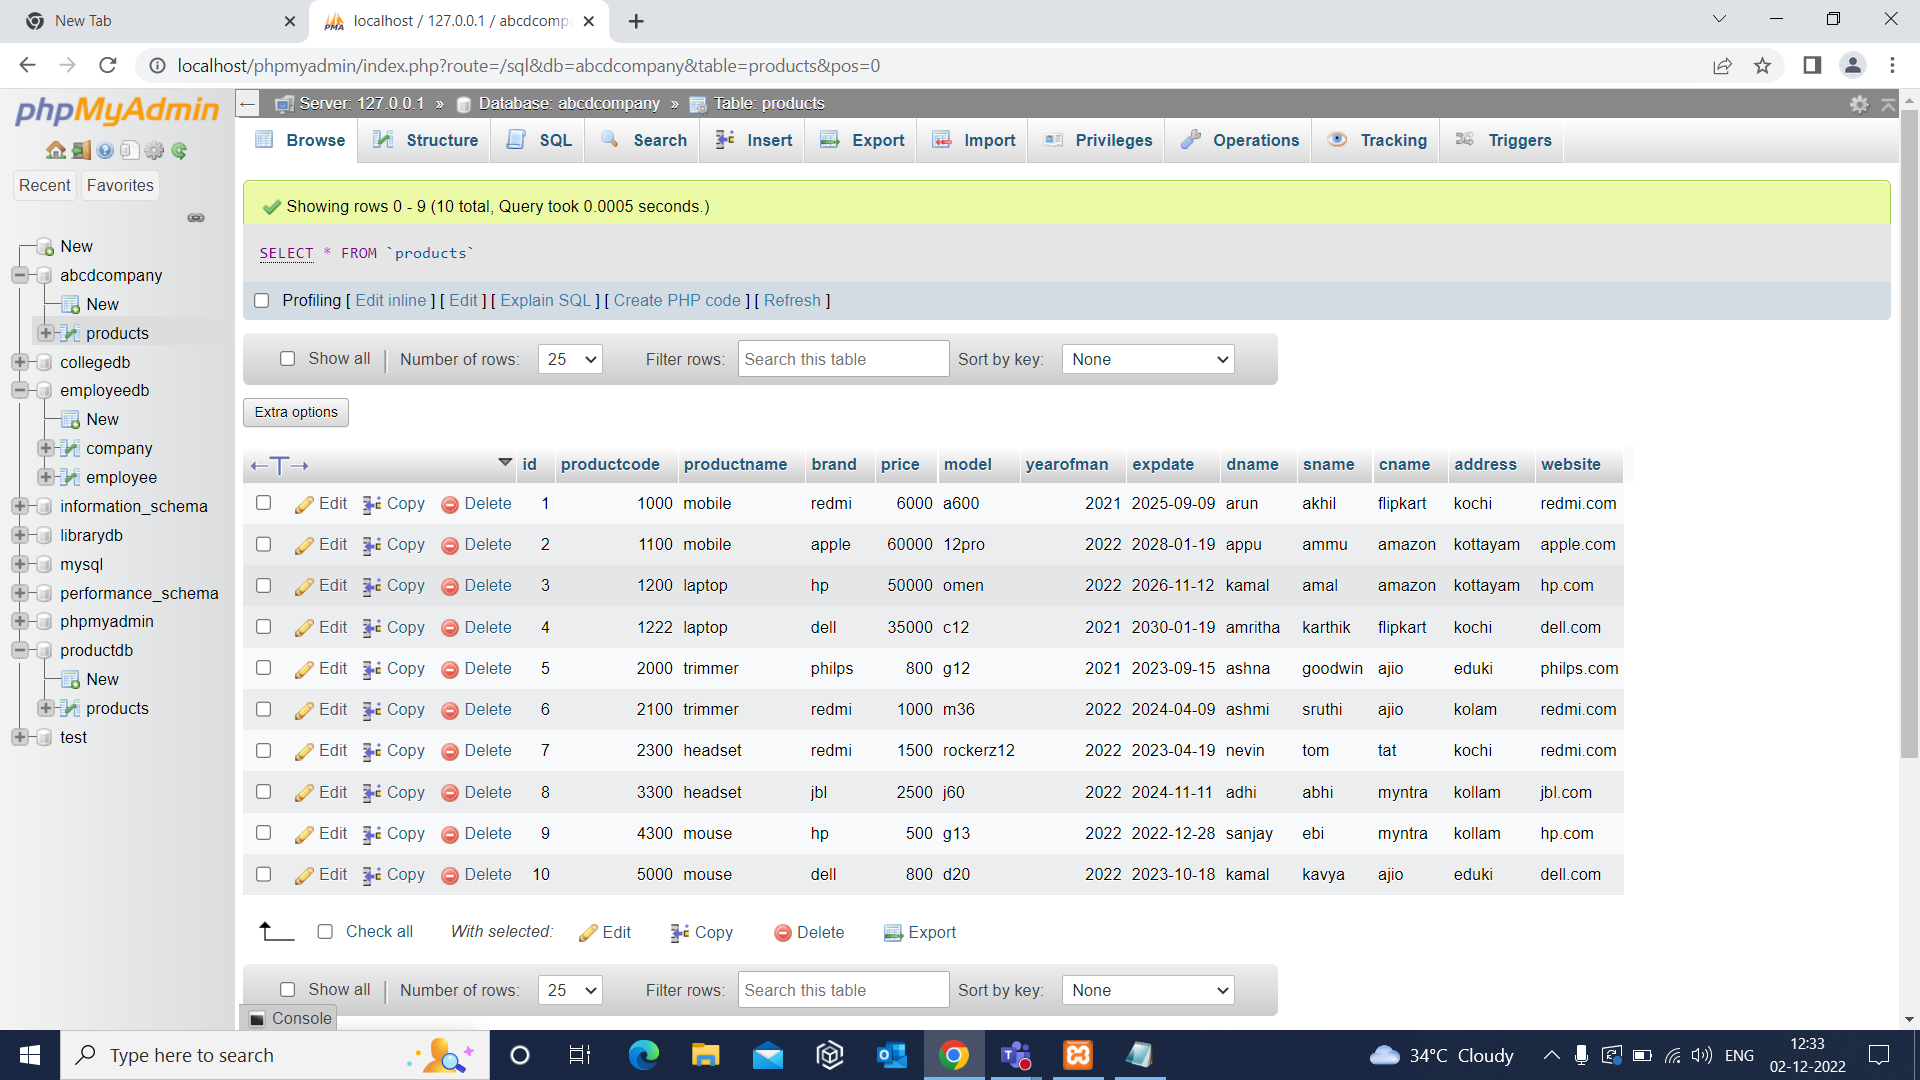 New Tab
localhost / 127.0.0.1 / abcdcomp
localhost/phpmyadmin/index.php?route=/sql&db=abcdcompany&table=products&pos=0
phpMyAdmin
Recent Favorites
New
abcdcompany
New
products
collegedb
employeedb
New
company
employee
information_schema
librarydb
mysql
performance_schema
phpmyadmin
productdb
New
products
test
Server: 127.0.0.1 » Database: abcdcompany » Table: products
Browse Structure SQL Search Insert Export Import Privileges Operations Tracking Triggers
Showing rows 0 - 9 (10 total, Query took 0.0005 seconds.)
SELECT * FROM `products`
Profiling [ Edit inline ] [ Edit ] [ Explain SQL ] [ Create PHP code ] [ Refresh ]
Show all Number of rows: 25 Filter rows: Search this table Sort by key: None
Extra options
id productcode productname brand price model yearofman expdate dname sname cname address website
Edit Copy Delete 1 1000 mobile redmi 6000 a600 2021 2025-09-09 arun akhil flipkart kochi redmi.com
Edit Copy Delete 2 1100 mobile apple 60000 12pro 2022 2028-01-19 appu ammu amazon kottayam apple.com
Edit Copy Delete 3 1200 laptop hp 50000 omen 2022 2026-11-12 kamal amal amazon kottayam hp.com
Edit Copy Delete 4 1222 laptop dell 35000 c12 2021 2030-01-19 amritha karthik flipkart kochi dell.com
Edit Copy Delete 5 2000 trimmer philps 800 g12 2021 2023-09-15 ashna goodwin ajio eduki philps.com
Edit Copy Delete 6 2100 trimmer redmi 1000 m36 2022 2024-04-09 ashmi sruthi ajio kolam redmi.com
Edit Copy Delete 7 2300 headset redmi 1500 rockerz12 2022 2023-04-19 nevin tom tat kochi redmi.com
Edit Copy Delete 8 3300 headset jbl 2500 j60 2022 2024-11-11 adhi abhi myntra kollam jbl.com
Edit Copy Delete 9 4300 mouse hp 500 g13 2022 2022-12-28 sanjay ebi myntra kollam hp.com
Edit Copy Delete 10 5000 mouse dell 800 d20 2022 2023-10-18 kamal kavya ajio eduki dell.com
Check all With selected: Edit Copy Delete Export
Show all Number of rows: 25 Filter rows: Search this table Sort by key: None
Console
Type here to search
34°C Cloudy
ENG
12:33
02-12-2022